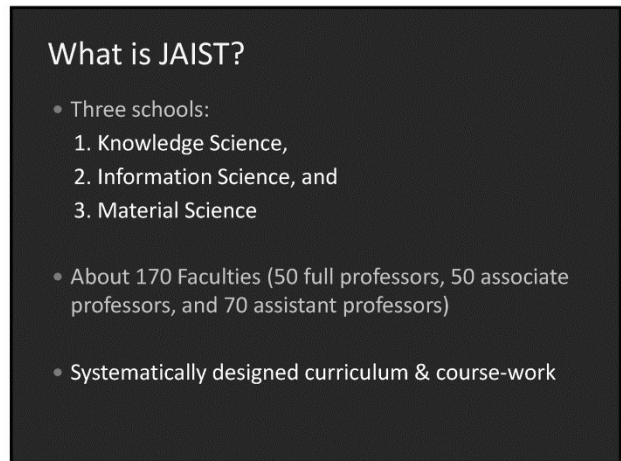 What is JAIST?
• Three schools:
1. Knowledge Science,
2. Information Science, and
3. Material Science
• About 170 Faculties (50 full professors, 50 associate
professors, and 70 assistant professors)
• Systematically designed curriculum & course-work